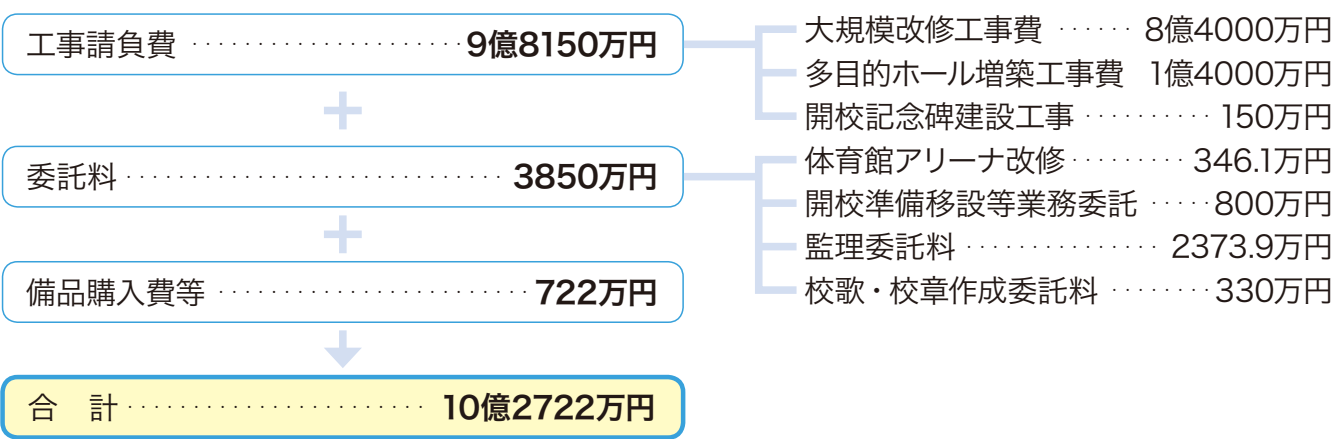 工事請負費 ····················· 9億8150万円
大規模改修工事費 ······ 8億4000万円
多目的ホール増築工事費 1億4000万円
開校記念碑建設工事 ·········· 150万円
+
委託料 ····························· 3850万円
体育館アリーナ改修 ········· 346.1万円
開校準備移設等業務委託 ····· 800万円
監理委託料 ··············· 2373.9万円
校歌・校章作成委託料 ········ 330万円
+
備品購入費等 ························ 722万円
合　計 ······················· 10億2722万円